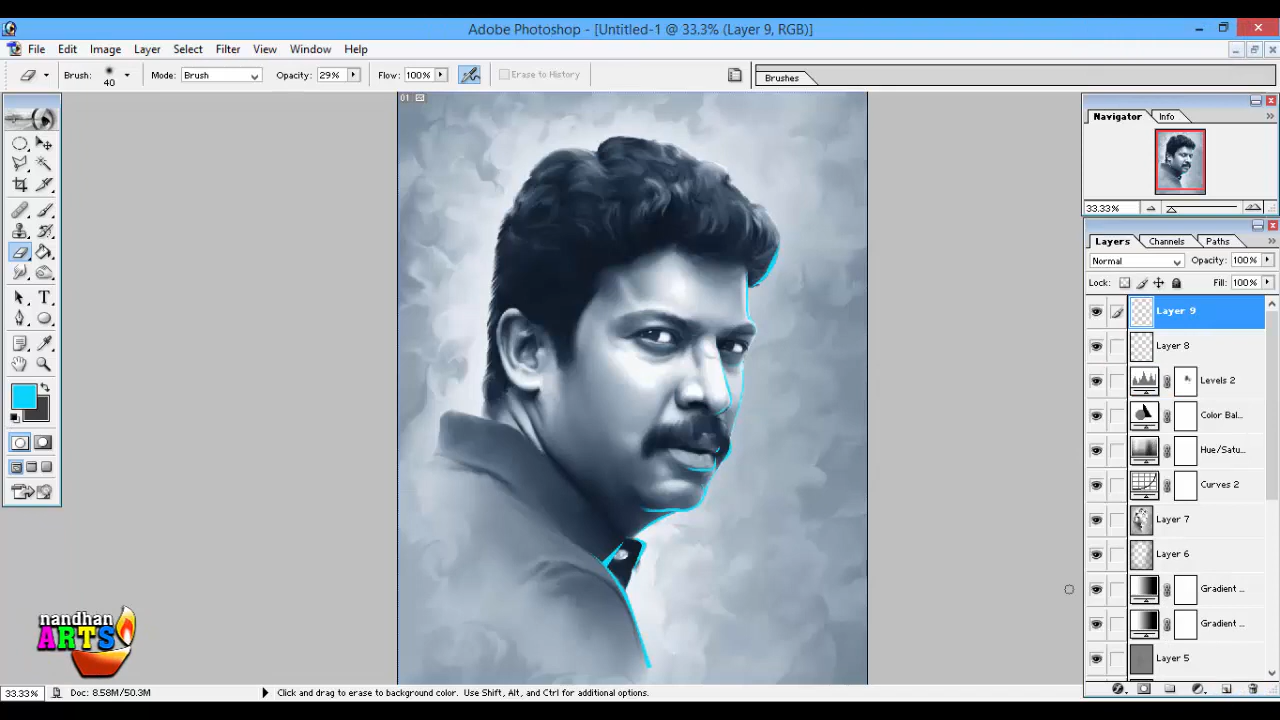 Adobe Photoshop - [Untitled-1 @ 33.3% (Layer 9, RGB)]
File Edit Image Layer Select Filter View Window Help
Brush: 40 Mode: Brush Opacity: 29% Flow: 100% Erase to History Brushes
01
Navigator Info
33.33%
Layers Channels Paths
Normal Opacity: 100%
Lock: Fill: 100%
Layer 9
Layer 8
Levels 2
Color Bal...
Hue/Satu...
Curves 2
Layer 7
Layer 6
Gradient ...
Gradient ...
Layer 5
nandhan
ARTS
33.33% Doc: 8.58M/50.3M Click and drag to erase to background color. Use Shift, Alt, and Ctrl for additional options.